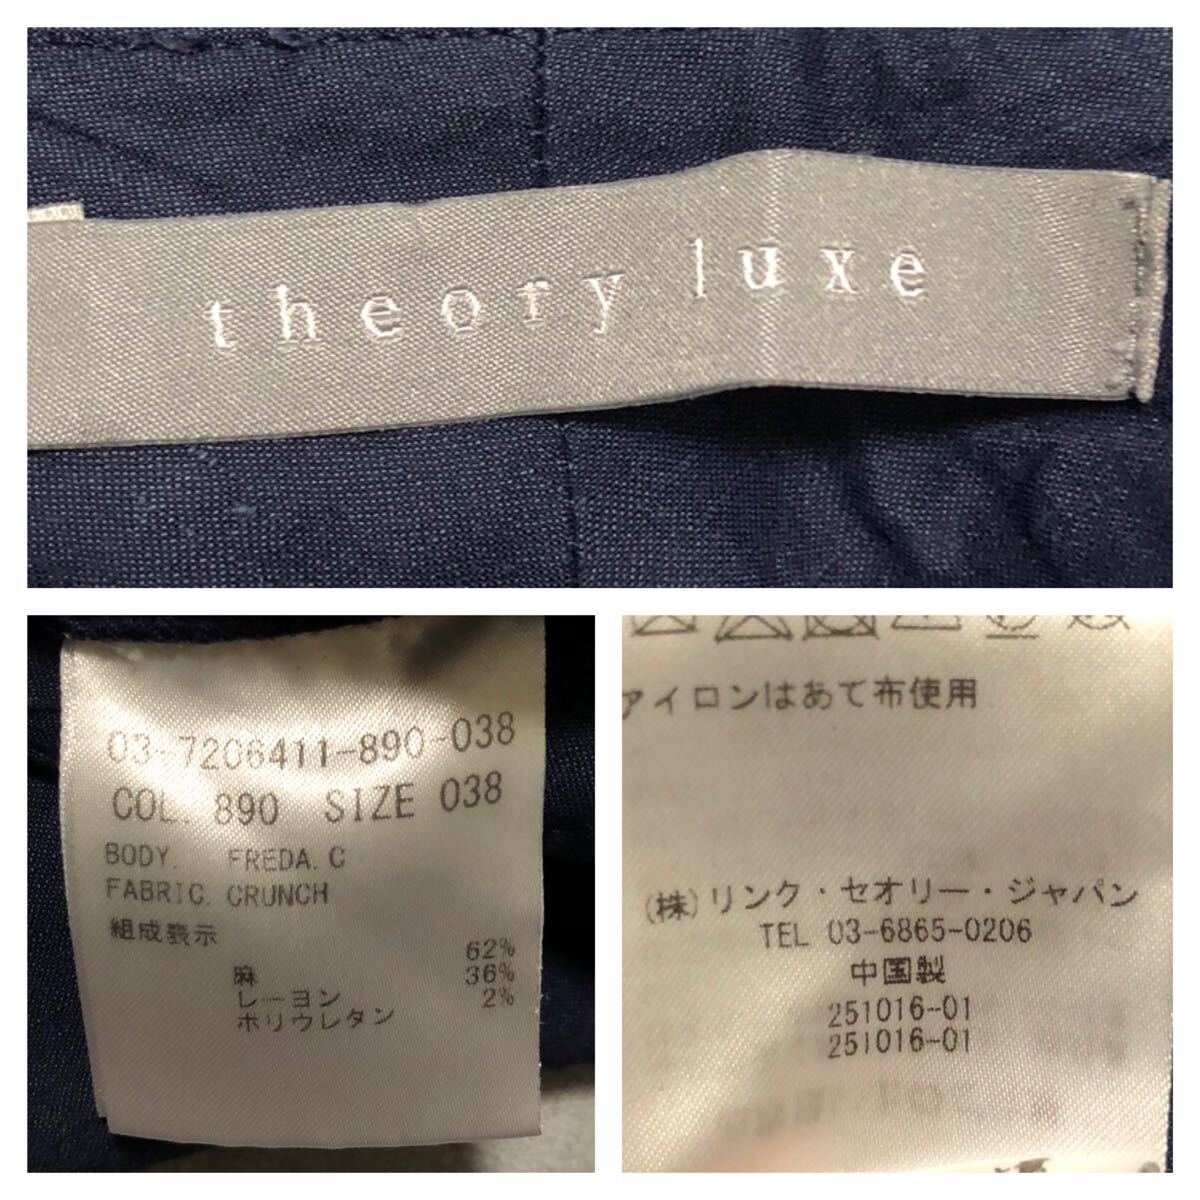 theory luxe
03-7206411-890-038
COL. 890 SIZE 038
BODY. FREDA.C
FABRIC. CRUNCH
組成表示
62%
麻 36%
レーヨン 2%
ポリウレタン
アイロンはあて布使用
(株)リンク・セオリー・ジャパン
TEL 03-6865-0206
中国製
251016-01
251016-01